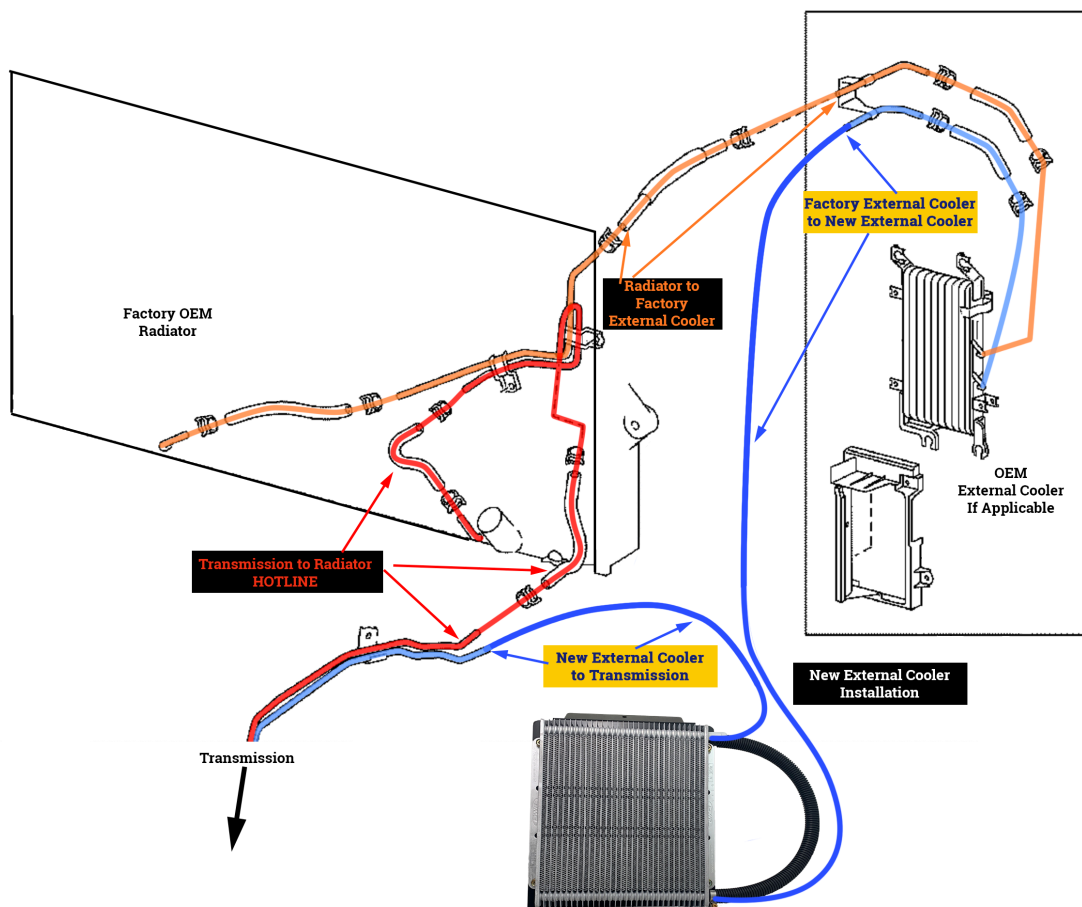 Factory External Cooler
to New External Cooler
Radiator to
Factory
External Cooler
Factory OEM
Radiator
OEM
External Cooler
If Applicable
Transmission to Radiator
HOTLINE
New External Cooler
to Transmission
New External Cooler
Installation
Transmission